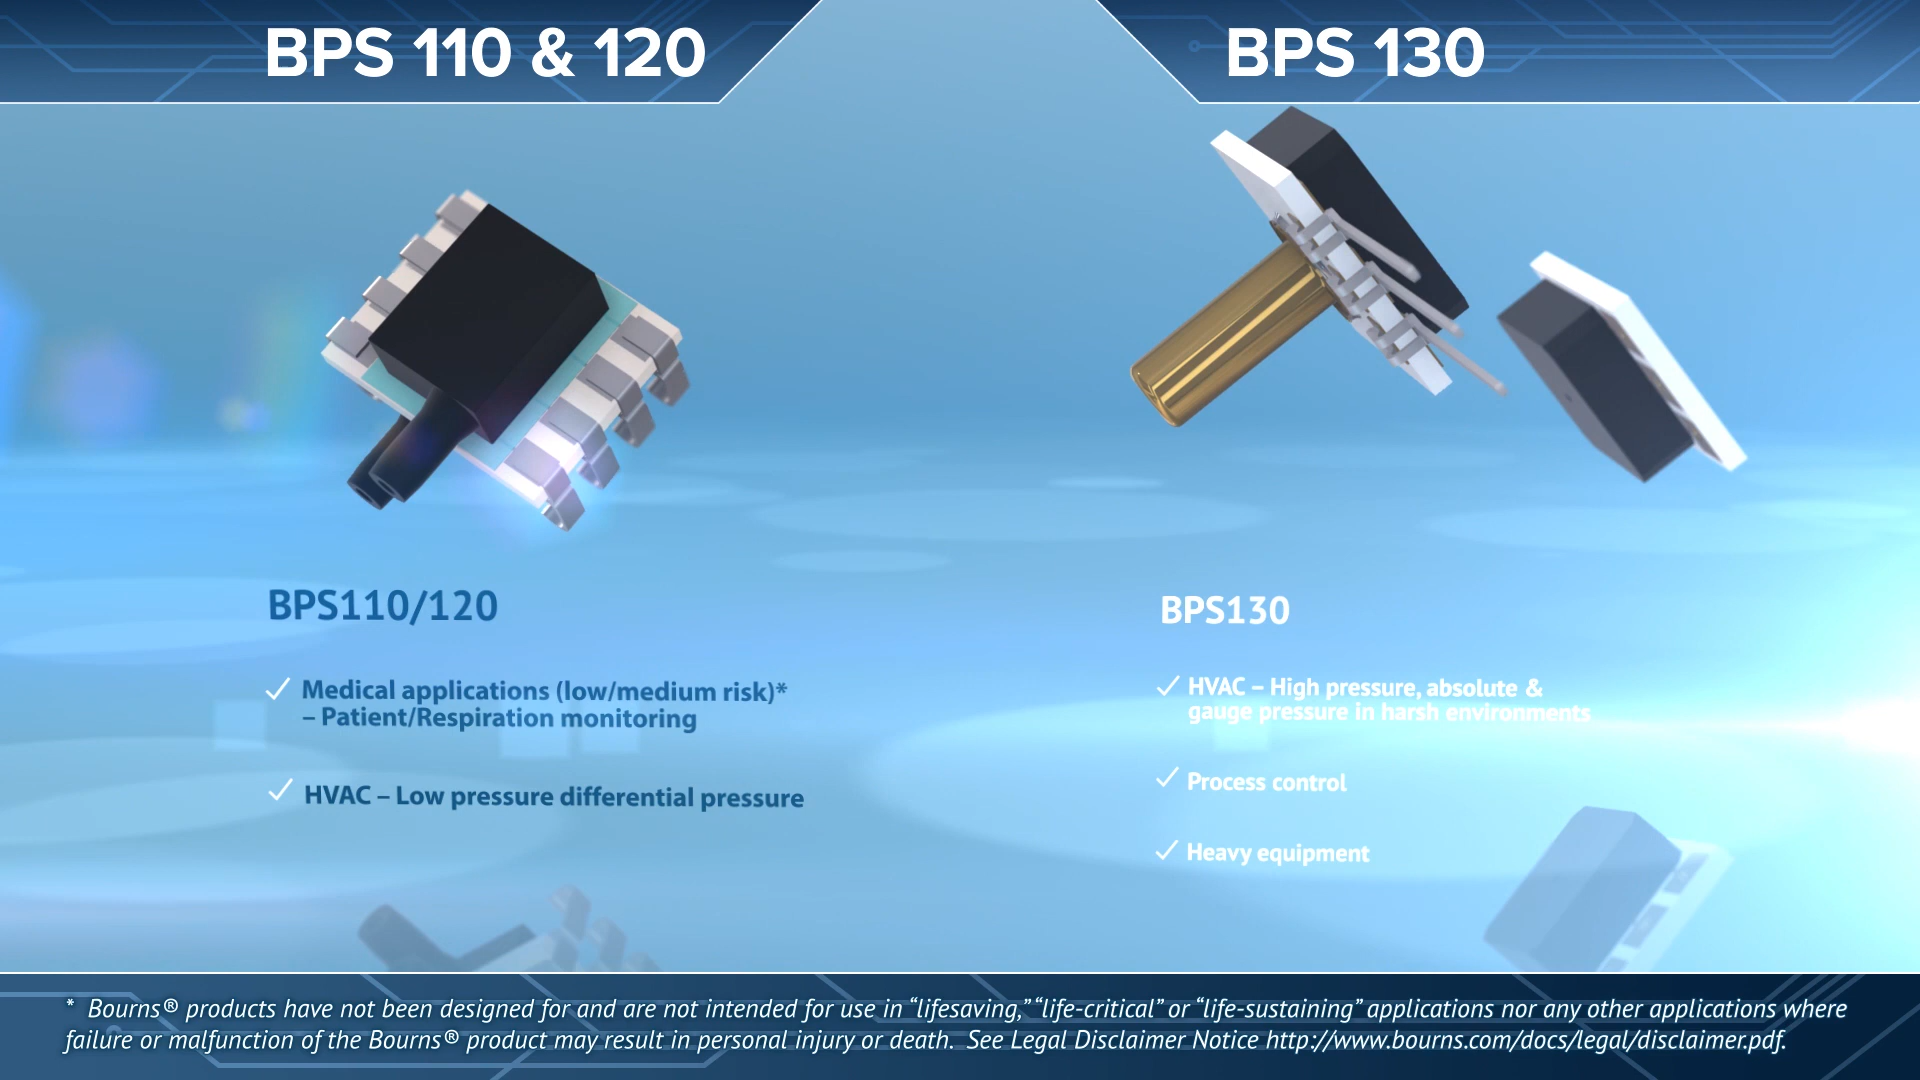 BPS 110 & 120
BPS 130
BPS110/120
Medical applications (low/medium risk)*
– Patient/Respiration monitoring
HVAC – Low pressure differential pressure
BPS130
HVAC – High pressure, absolute &
gauge pressure in harsh environments
Process control
Heavy equipment
* Bourns® products have not been designed for and are not intended for use in “lifesaving,” “life-critical” or “life-sustaining” applications nor any other applications where
failure or malfunction of the Bourns® product may result in personal injury or death. See Legal Disclaimer Notice http://www.bourns.com/docs/legal/disclaimer.pdf.